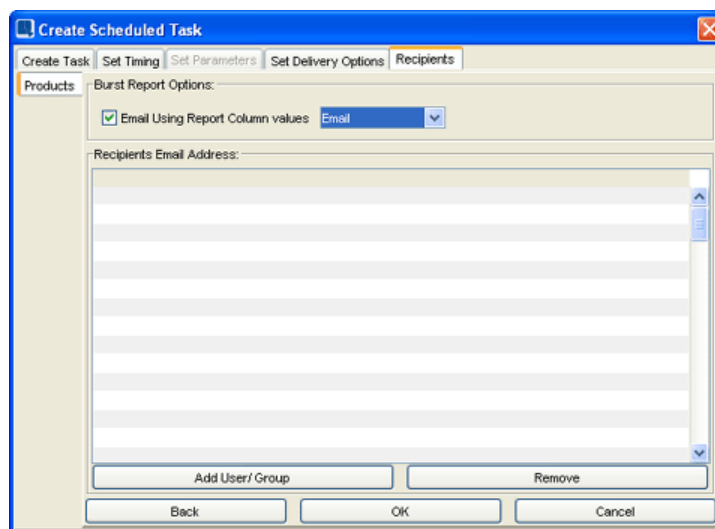 Create Scheduled Task
Create Task Set Timing Set Parameters Set Delivery Options Recipients
Products
Burst Report Options:
Email Using Report Column values Email
Recipients Email Address:
Add User/ Group Remove
Back OK Cancel